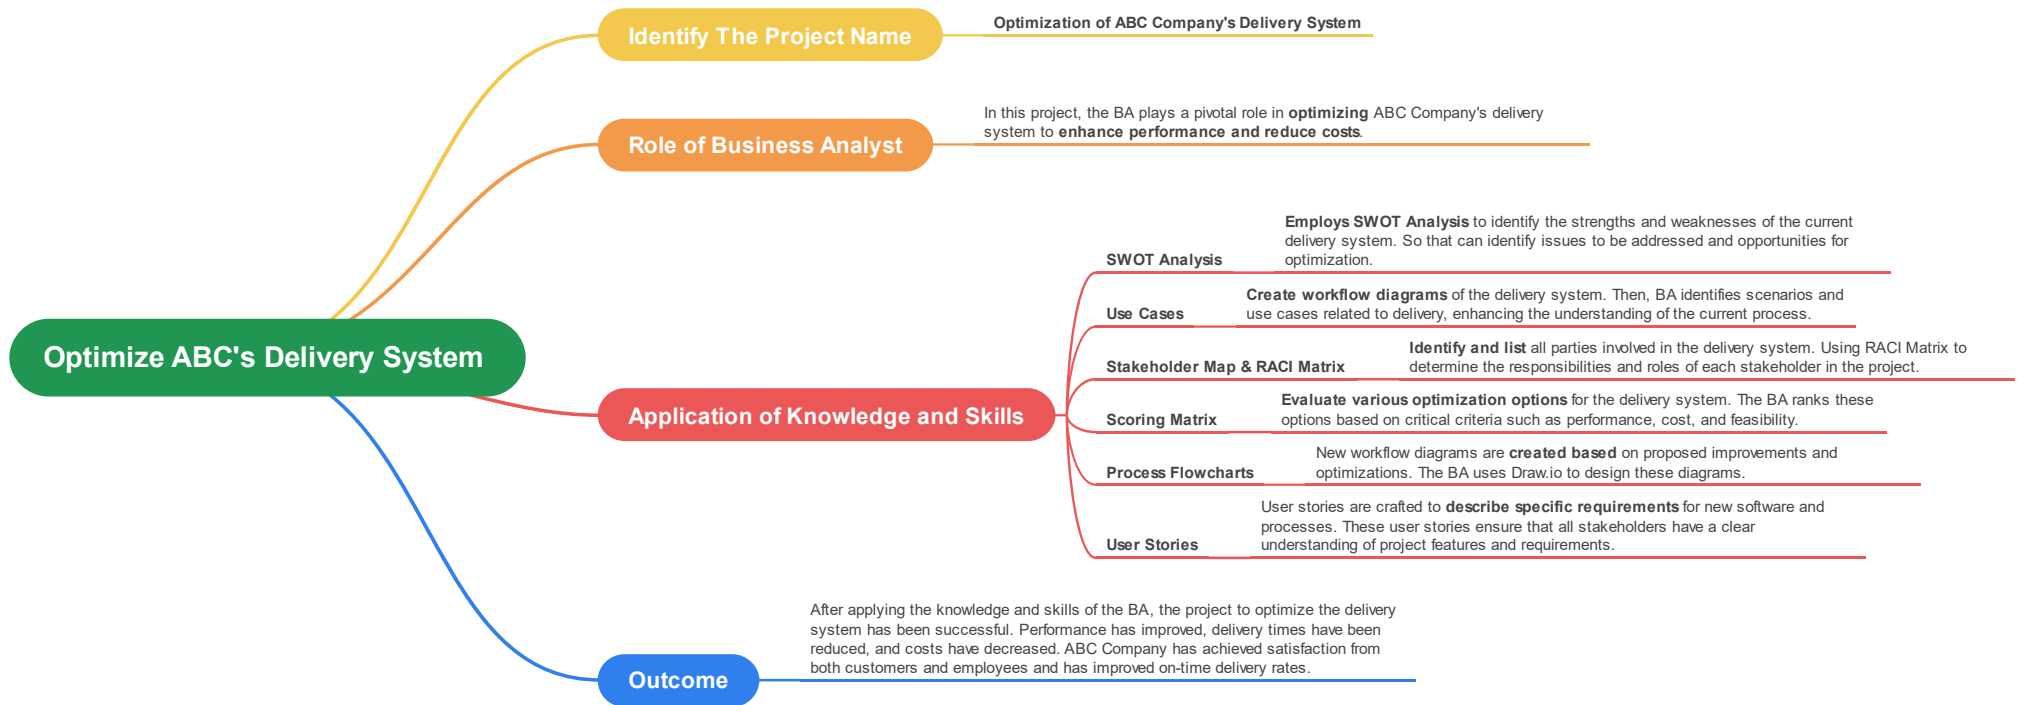 Identify The Project Name
Optimization of ABC Company's Delivery System
Role of Business Analyst
In this project, the BA plays a pivotal role in optimizing ABC Company's delivery
system to enhance performance and reduce costs.
Optimize ABC's Delivery System
Application of Knowledge and Skills
SWOT Analysis
Employs SWOT Analysis to identify the strengths and weaknesses of the current
delivery system. So that can identify issues to be addressed and opportunities for
optimization.
Use Cases
Create workflow diagrams of the delivery system. Then, BA identifies scenarios and
use cases related to delivery, enhancing the understanding of the current process.
Stakeholder Map & RACI Matrix
Identify and list all parties involved in the delivery system. Using RACI Matrix to
determine the responsibilities and roles of each stakeholder in the project.
Scoring Matrix
Evaluate various optimization options for the delivery system. The BA ranks these
options based on critical criteria such as performance, cost, and feasibility.
Process Flowcharts
New workflow diagrams are created based on proposed improvements and
optimizations. The BA uses Draw.io to design these diagrams.
User Stories
User stories are crafted to describe specific requirements for new software and
processes. These user stories ensure that all stakeholders have a clear
understanding of project features and requirements.
Outcome
After applying the knowledge and skills of the BA, the project to optimize the delivery
system has been successful. Performance has improved, delivery times have been
reduced, and costs have decreased. ABC Company has achieved satisfaction from
both customers and employees and has improved on-time delivery rates.